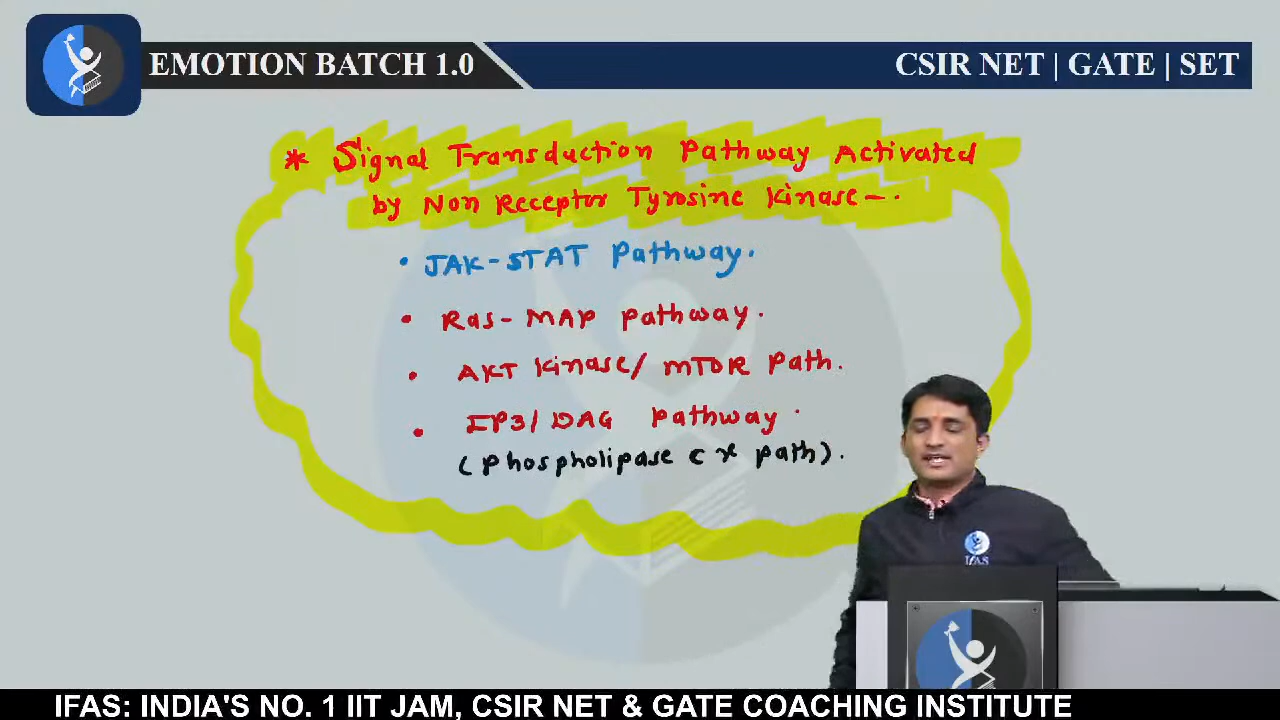 EMOTION BATCH 1.0
CSIR NET | GATE | SET
* Signal Transduction Pathway Activated
by Non Receptor Tyrosine Kinase -.
• JAK-STAT Pathway.
• Ras-MAP pathway.
• AKT Kinase/ MTOR Path.
• IP3/DAG Pathway.
(Phospholipase C γ path).
IFAS
IFAS: INDIA'S NO. 1 IIT JAM, CSIR NET & GATE COACHING INSTITUTE